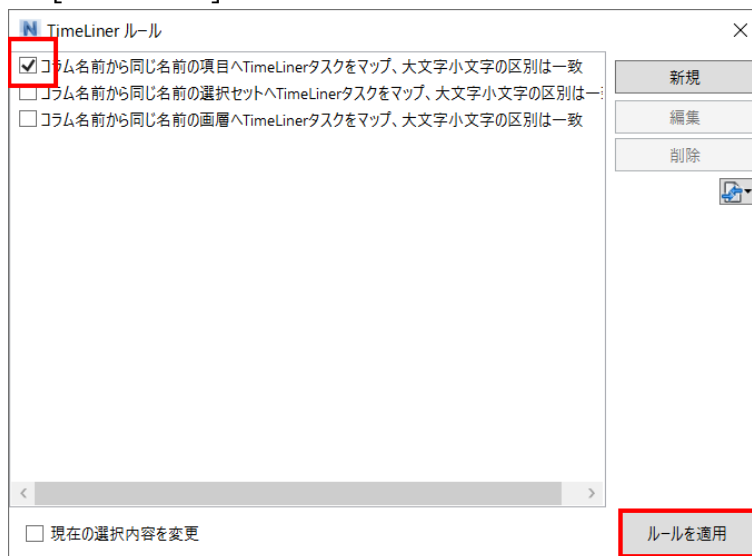 TimeLiner ルール
コラム名前から同じ名前の項目へTimeLinerタスクをマップ、大文字小文字の区別は一致
コラム名前から同じ名前の選択セットへTimeLinerタスクをマップ、大文字小文字の区別は一
コラム名前から同じ名前の画層へTimeLinerタスクをマップ、大文字小文字の区別は一致
新規
編集
削除
現在の選択内容を変更
ルールを適用